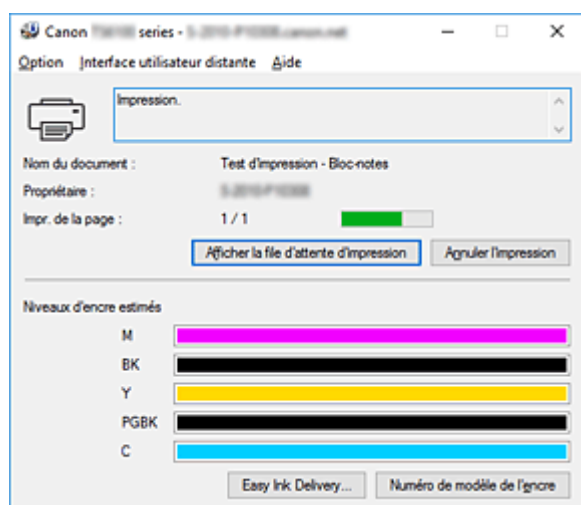 Canon series -
Option Interface utilisateur distante Aide
Impression.
Nom du document : Test d'impression - Bloc-notes
Propriétaire :
Impr. de la page : 1 / 1
Afficher la file d'attente d'impression Annuler l'impression
Niveaux d'encre estimés
M
BK
Y
PGBK
C
Easy Ink Delivery... Numéro de modèle de l'encre